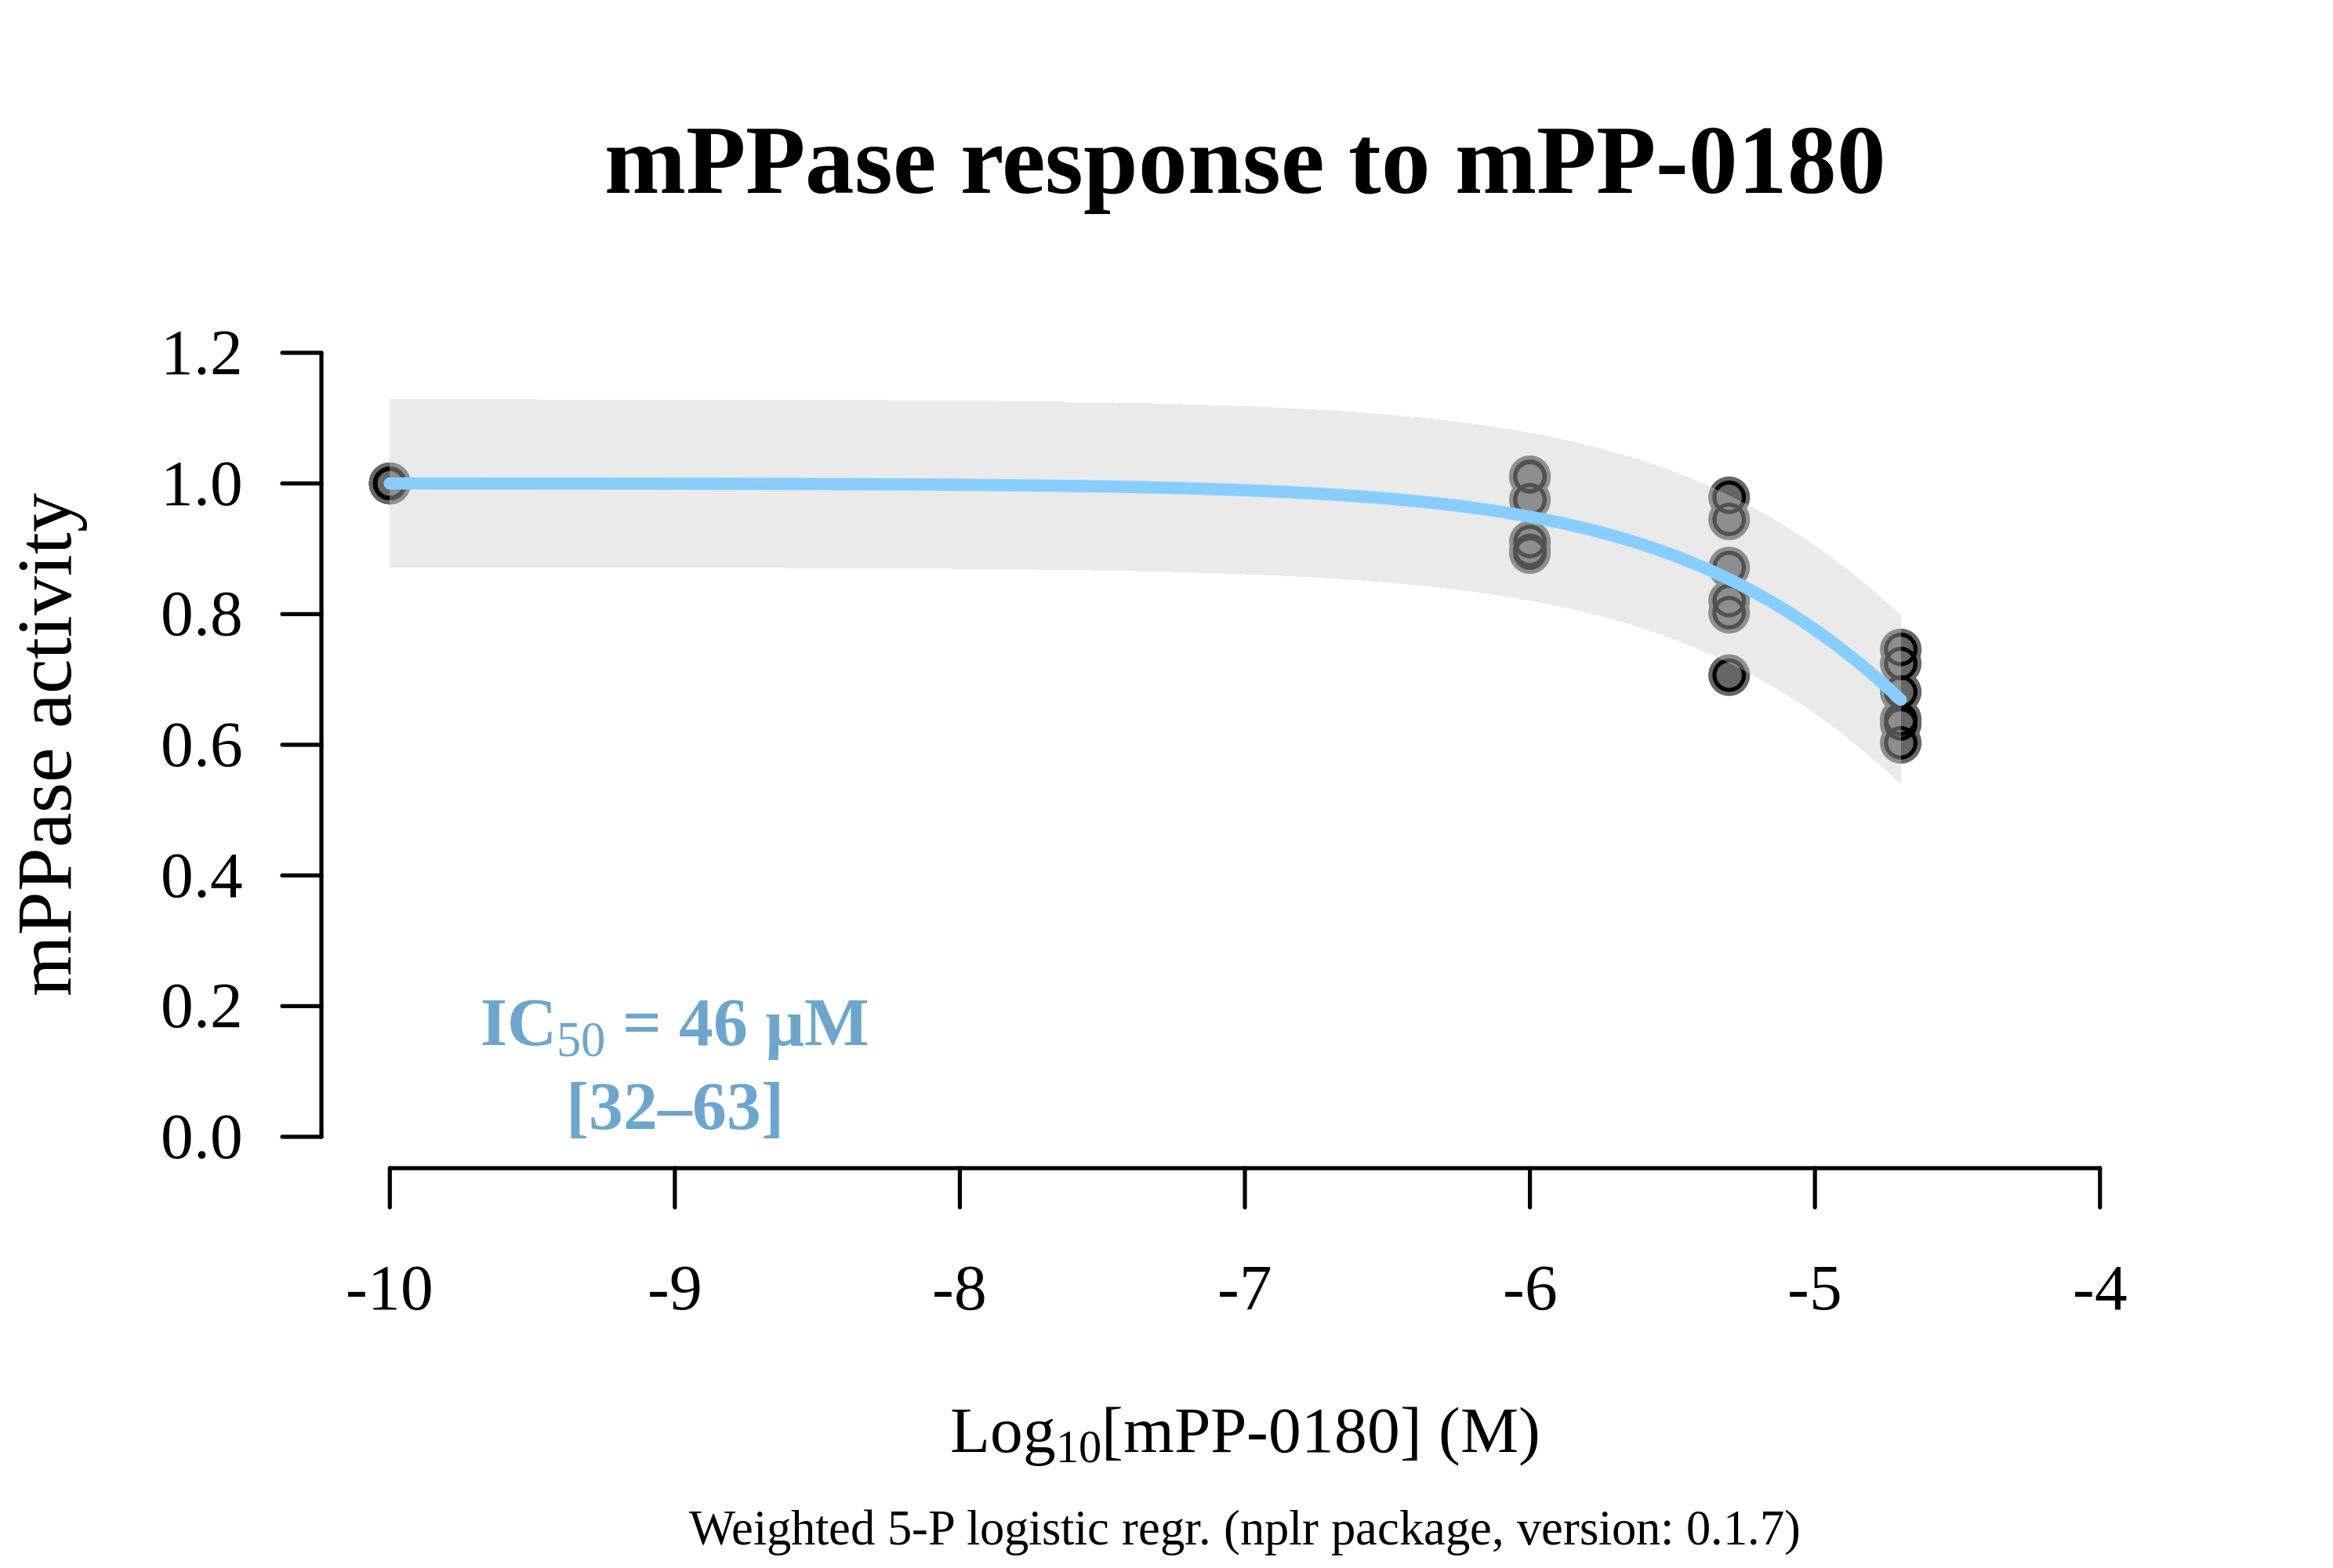 mPPase response to mPP-0180
mPPase activity
1.2
1.0
0.8
0.6
0.4
0.2
0.0
IC50 = 46 µM
[32–63]
-10 -9 -8 -7 -6 -5 -4
Log10[mPP-0180] (M)
Weighted 5-P logistic regr. (nplr package, version: 0.1.7)